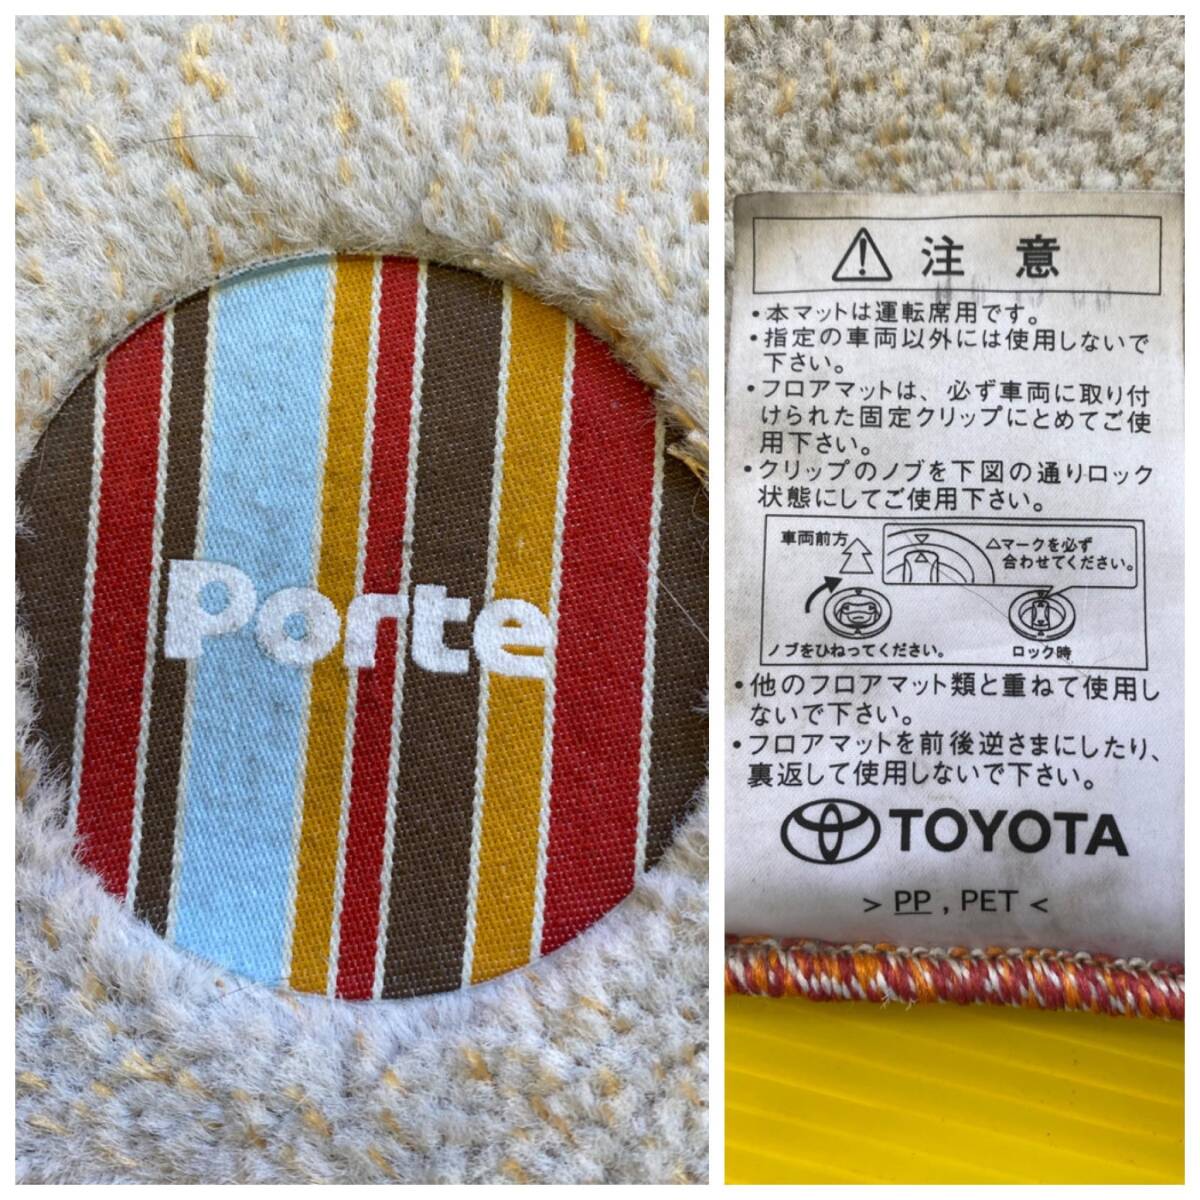 Porte
注 意
・本マットは運転席用です。
・指定の車両以外には使用しないで
下さい。
・フロアマットは、必ず車両に取り付
けられた固定クリップにとめてご使
用下さい。
・クリップのノブを下図の通りロック
状態にしてご使用下さい。
車両前方
△マークを必ず
合わせてください。
ノブをひねってください。
ロック時
・他のフロアマット類と重ねて使用し
ないで下さい。
・フロアマットを前後逆さまにしたり、
裏返して使用しないで下さい。
TOYOTA
> PP , PET <